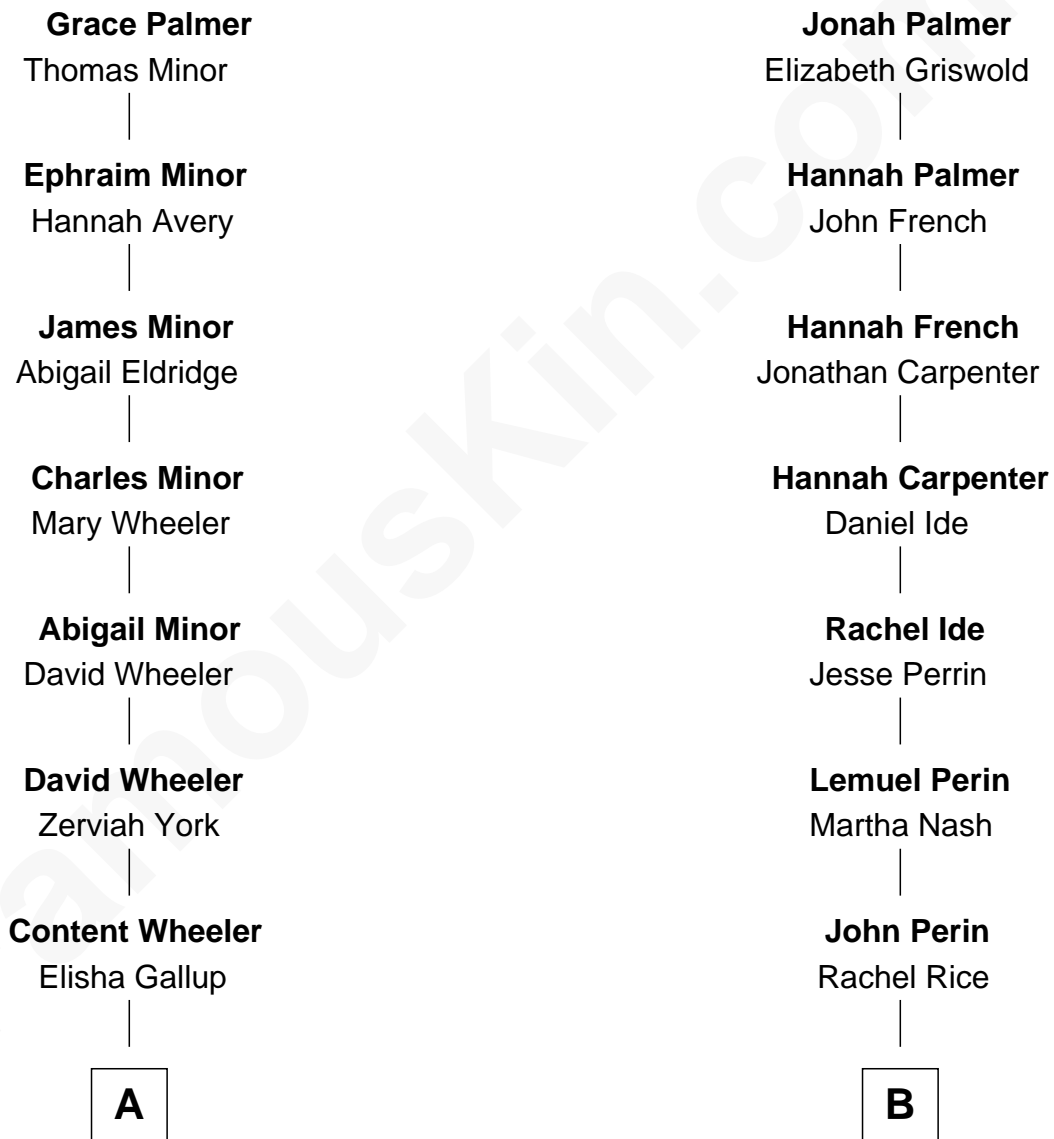 Grace Palmer
Thomas Minor
Ephraim Minor
Hannah Avery
James Minor
Abigail Eldridge
Charles Minor
Mary Wheeler
Abigail Minor
David Wheeler
David Wheeler
Zerviah York
Content Wheeler
Elisha Gallup
A
Jonah Palmer
Elizabeth Griswold
Hannah Palmer
John French
Hannah French
Jonathan Carpenter
Hannah Carpenter
Daniel Ide
Rachel Ide
Jesse Perrin
Lemuel Perin
Martha Nash
John Perin
Rachel Rice
B
amouskin.com